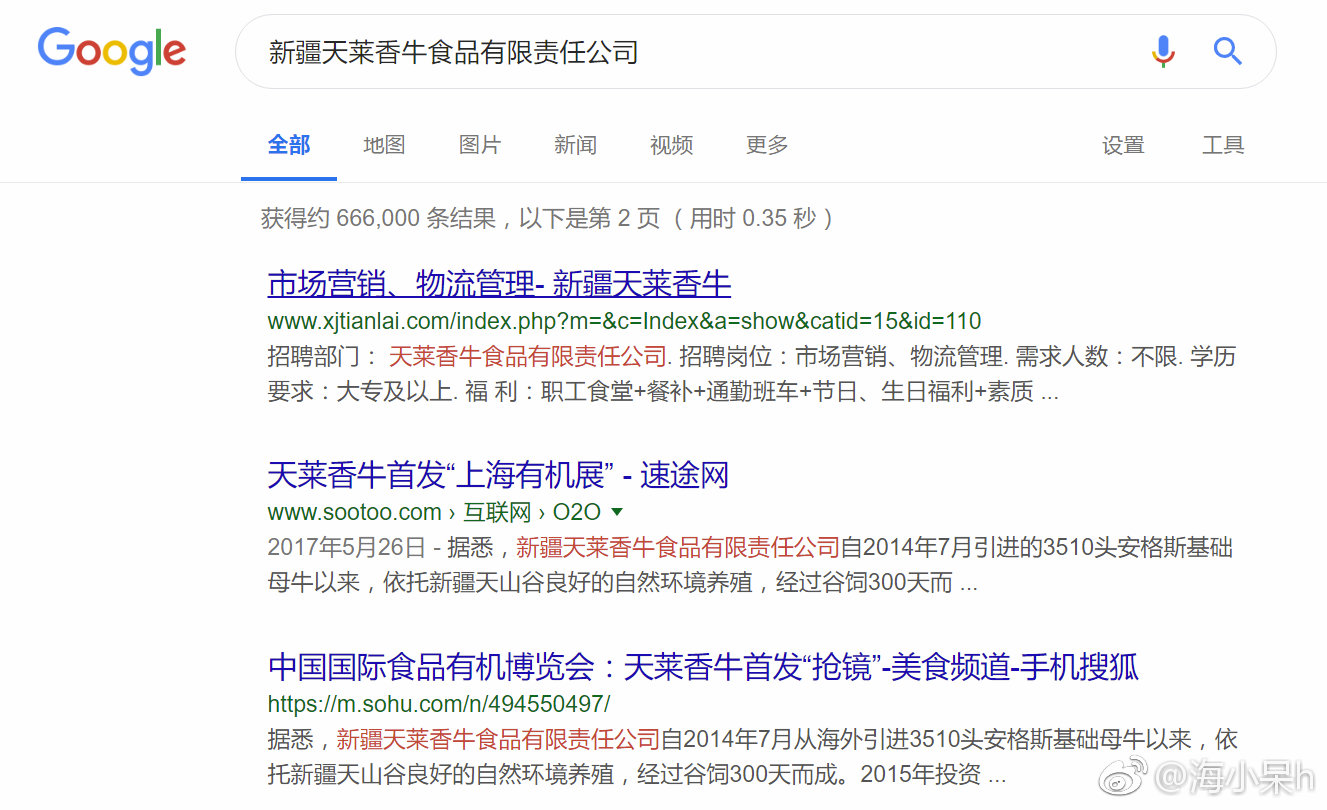 Google
新疆天莱香牛食品有限责任公司
全部 地图 图片 新闻 视频 更多 设置 工具
获得约 666,000 条结果，以下是第 2 页 （用时 0.35 秒）
市场营销、物流管理- 新疆天莱香牛
www.xjtianlai.com/index.php?m=&c=Index&a=show&catid=15&id=110
招聘部门： 天莱香牛食品有限责任公司. 招聘岗位：市场营销、物流管理. 需求人数：不限. 学历
要求：大专及以上. 福 利：职工食堂+餐补+通勤班车+节日、生日福利+素质 ...
天莱香牛首发“上海有机展” - 速途网
www.sootoo.com › 互联网 › O2O
2017年5月26日 - 据悉，新疆天莱香牛食品有限责任公司自2014年7月引进的3510头安格斯基础
母牛以来，依托新疆天山谷良好的自然环境养殖，经过谷饲300天而 ...
中国国际食品有机博览会：天莱香牛首发“抢镜”-美食频道-手机搜狐
https://m.sohu.com/n/494550497/
据悉，新疆天莱香牛食品有限责任公司自2014年7月从海外引进3510头安格斯基础母牛以来，依
托新疆天山谷良好的自然环境养殖，经过谷饲300天而成。2015年投资 ...
@海小呆h